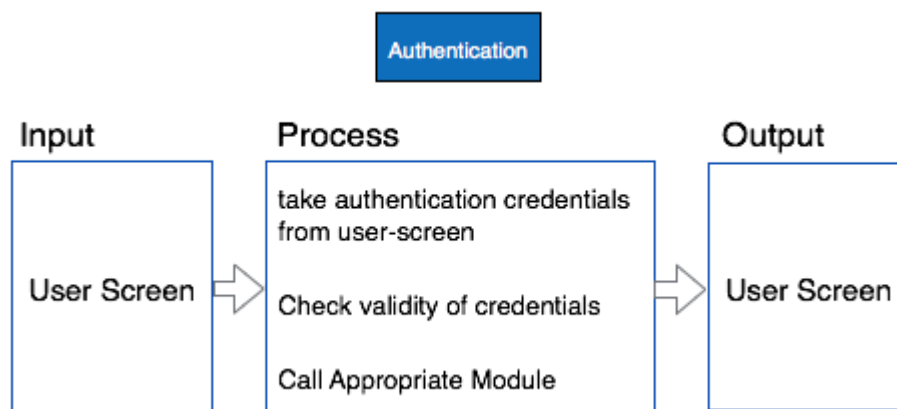 Authentication
Input
Process
Output
User Screen
take authentication credentials
from user-screen
Check validity of credentials
Call Appropriate Module
User Screen